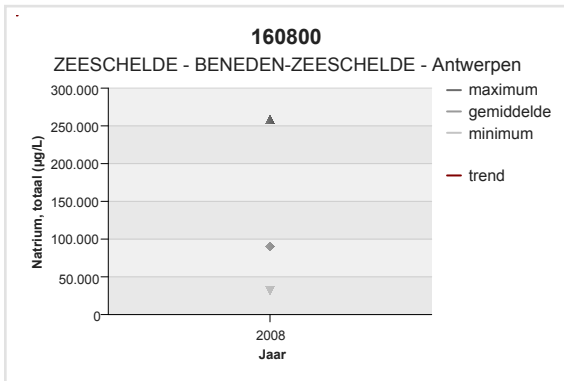 160800
ZEESCHELDE - BENEDEN-ZEESCHELDE - Antwerpen
Natrium, totaal (µg/L)
300.000
250.000
200.000
150.000
100.000
50.000
0
2008
Jaar
maximum
gemiddelde
minimum
trend